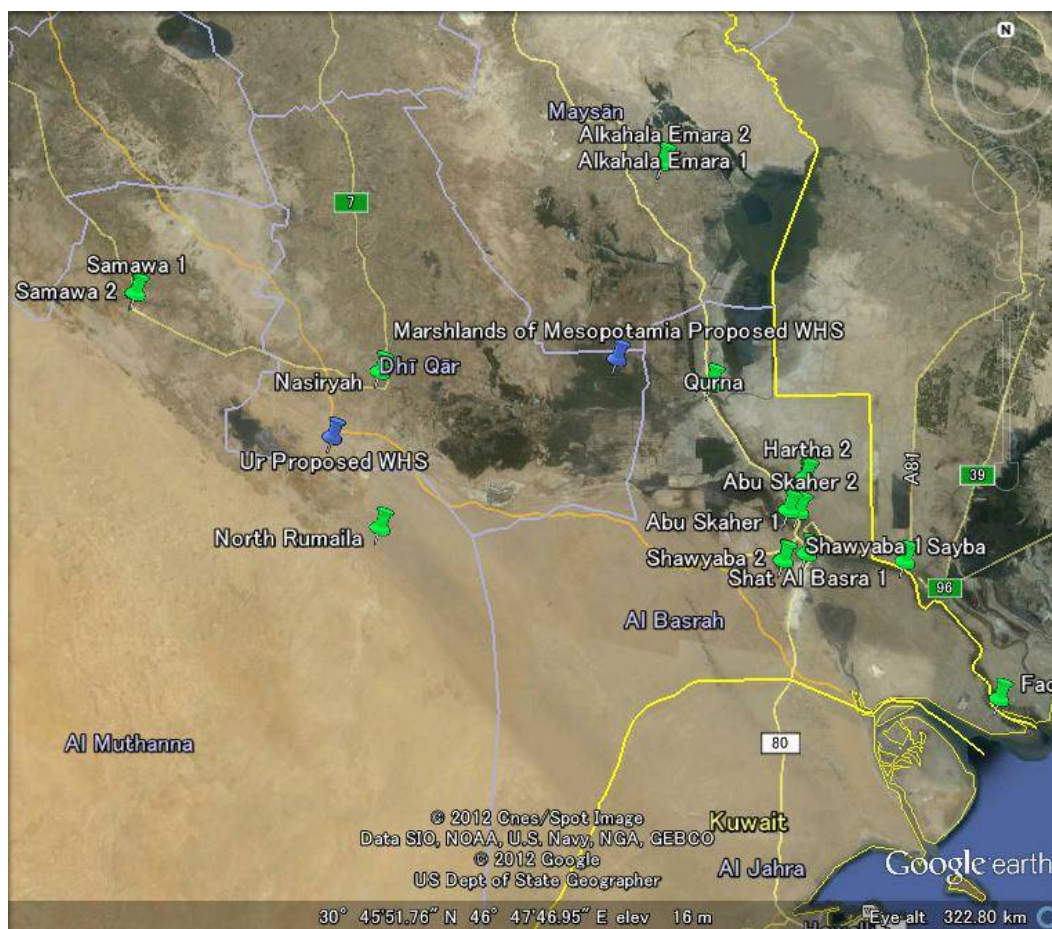 N
Maysān
Alkahala Emara 2
Alkahala Emara 1
7
Samawa 1
Samawa 2
Marshlands of Mesopotamia Proposed WHS
Nasiryah
Dhī Qār
Qurna
Ur Proposed WHS
Hartha 2
A81
39
Abu Skaher 2
Abu Skaher 1
North Rumaila
Shawyaba 2
Shawyaba 1
Sayba
Shat Al Basra 1
96
Al Basrah
Fao
Al Muthanna
80
© 2012 Cnes/Spot Image
Data SIO, NOAA, U.S. Navy, NGA, GEBCO
© 2012 Google
US Dept of State Geographer
Kuwait
Al Jahra
Google earth
30° 45'51.76" N 46° 47'46.95" E elev 16 m
Eye alt 322.80 km